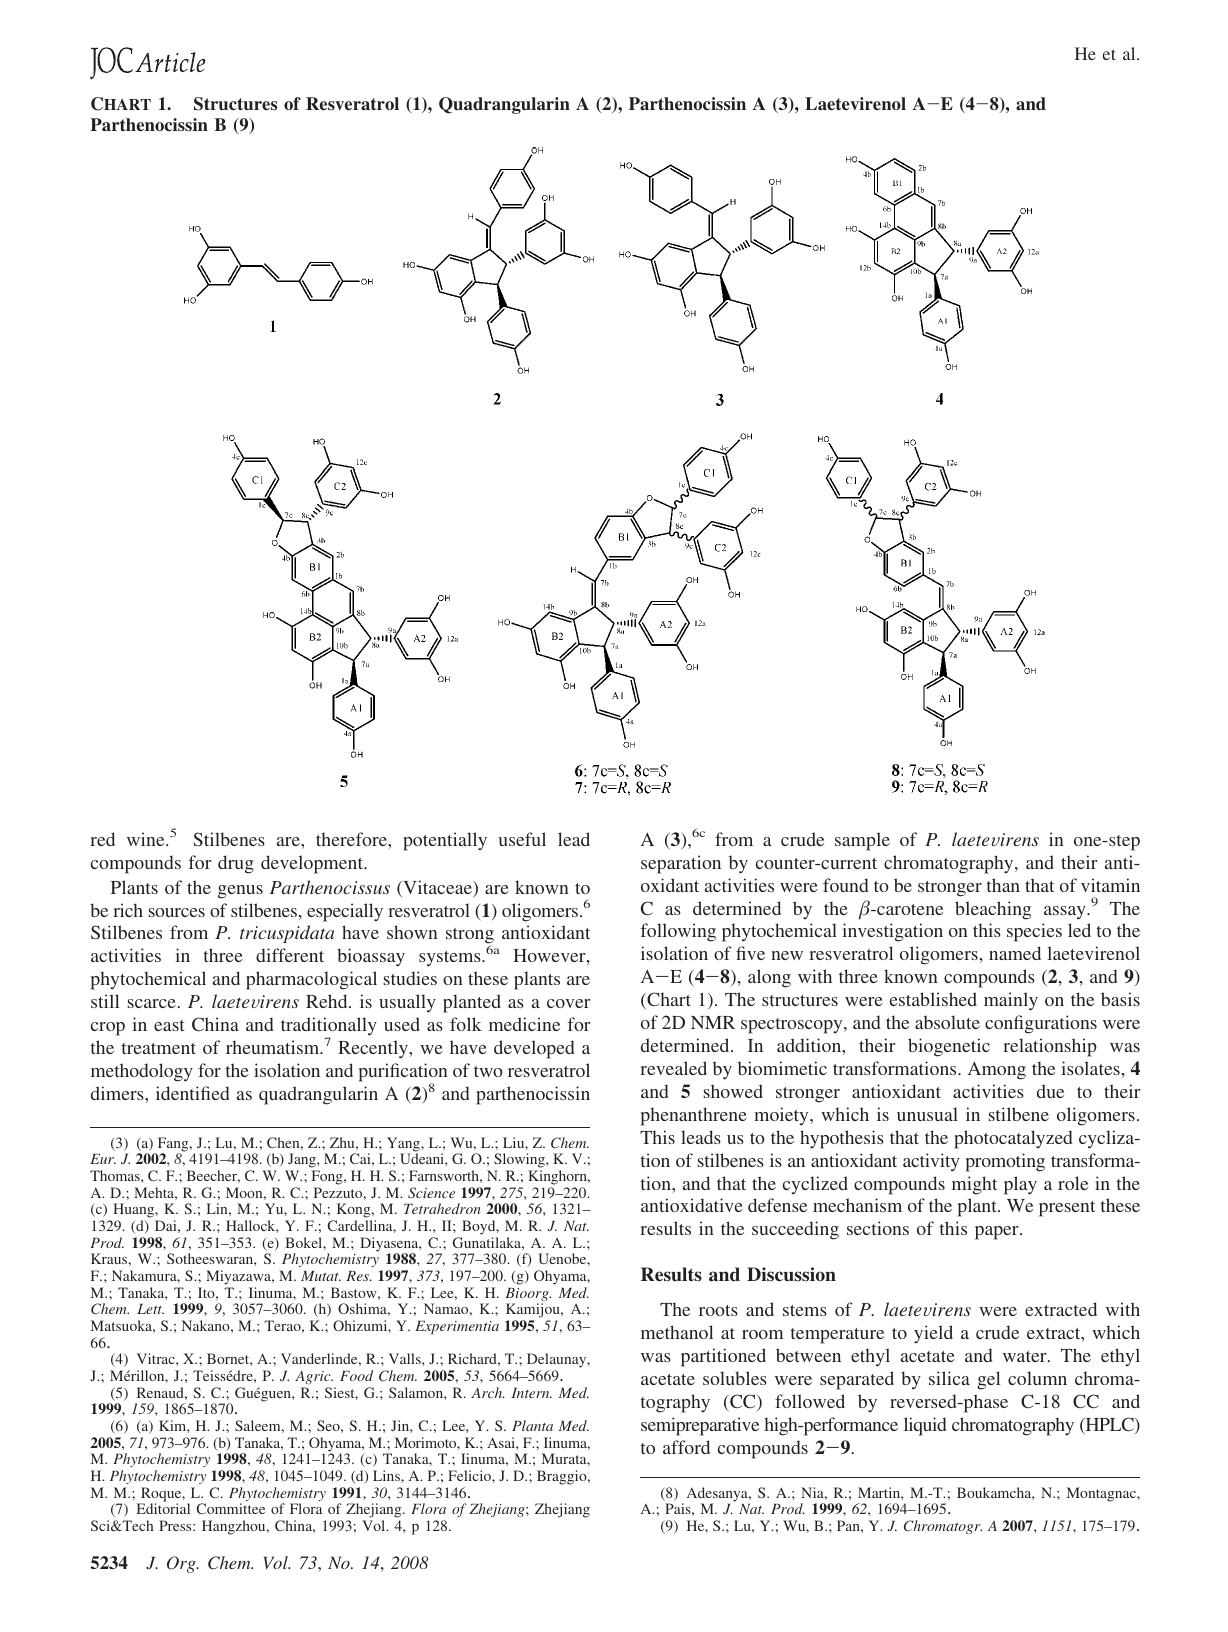 JOC Article
He et al.
CHART 1. Structures of Resveratrol (1), Quadrangularin A (2), Parthenocissin A (3), Laetevirenol A−E (4−8), and
Parthenocissin B (9)
HO
HO
OH
1
OH
OH
OH
H
HO
OH
OH
2
HO
H
OH
OH
HO
OH
OH
3
HO
4b
B1
2b
1b
6b
7b
14b
8b
HO
B2
9b
8a
9a
A2
12a
OH
OH
12b
10b
7a
OH
1a
A1
4a
OH
4
HO
4c
C1
HO
12c
C2
OH
1c
7c
8c
9c
O
3b
4b
B1
2b
1b
6b
7b
14b
8b
HO
B2
9b
10b
8a
9a
A2
12a
OH
OH
7a
OH
1a
A1
4a
OH
5
OH
4c
C1
1c
O
7c
4b
8c
B1
3b
9c
C2
OH
12c
OH
1b
H
7b
8b
14b
9b
HO
B2
10b
8a
9a
A2
12a
OH
OH
7a
OH
1a
A1
4a
OH
6: 7c=S, 8c=S
7: 7c=R, 8c=R
HO
4c
C1
HO
12c
C2
OH
9c
1c
7c
8c
O
3b
4b
B1
2b
1b
6b
7b
14b
8b
HO
B2
9b
10b
8a
9a
A2
12a
OH
OH
7a
OH
1a
A1
4a
OH
8: 7c=S, 8c=S
9: 7c=R, 8c=R
red wine.5 Stilbenes are, therefore, potentially useful lead
compounds for drug development.
Plants of the genus Parthenocissus (Vitaceae) are known to
be rich sources of stilbenes, especially resveratrol (1) oligomers.6
Stilbenes from P. tricuspidata have shown strong antioxidant
activities in three different bioassay systems.6a However,
phytochemical and pharmacological studies on these plants are
still scarce. P. laetevirens Rehd. is usually planted as a cover
crop in east China and traditionally used as folk medicine for
the treatment of rheumatism.7 Recently, we have developed a
methodology for the isolation and purification of two resveratrol
dimers, identified as quadrangularin A (2)8 and parthenocissin
(3) (a) Fang, J.; Lu, M.; Chen, Z.; Zhu, H.; Yang, L.; Wu, L.; Liu, Z. Chem.
Eur. J. 2002, 8, 4191–4198. (b) Jang, M.; Cai, L.; Udeani, G. O.; Slowing, K. V.;
Thomas, C. F.; Beecher, C. W. W.; Fong, H. H. S.; Farnsworth, N. R.; Kinghorn,
A. D.; Mehta, R. G.; Moon, R. C.; Pezzuto, J. M. Science 1997, 275, 219–220.
(c) Huang, K. S.; Lin, M.; Yu, L. N.; Kong, M. Tetrahedron 2000, 56, 1321–
1329. (d) Dai, J. R.; Hallock, Y. F.; Cardellina, J. H., II; Boyd, M. R. J. Nat.
Prod. 1998, 61, 351–353. (e) Bokel, M.; Diyasena, C.; Gunatilaka, A. A. L.;
Kraus, W.; Sotheeswaran, S. Phytochemistry 1988, 27, 377–380. (f) Uenobe,
F.; Nakamura, S.; Miyazawa, M. Mutat. Res. 1997, 373, 197–200. (g) Ohyama,
M.; Tanaka, T.; Ito, T.; Iinuma, M.; Bastow, K. F.; Lee, K. H. Bioorg. Med.
Chem. Lett. 1999, 9, 3057–3060. (h) Oshima, Y.; Namao, K.; Kamijou, A.;
Matsuoka, S.; Nakano, M.; Terao, K.; Ohizumi, Y. Experimentia 1995, 51, 63–
66.
(4) Vitrac, X.; Bornet, A.; Vanderlinde, R.; Valls, J.; Richard, T.; Delaunay,
J.; Mérillon, J.; Teissédre, P. J. Agric. Food Chem. 2005, 53, 5664–5669.
(5) Renaud, S. C.; Guéguen, R.; Siest, G.; Salamon, R. Arch. Intern. Med.
1999, 159, 1865–1870.
(6) (a) Kim, H. J.; Saleem, M.; Seo, S. H.; Jin, C.; Lee, Y. S. Planta Med.
2005, 71, 973–976. (b) Tanaka, T.; Ohyama, M.; Morimoto, K.; Asai, F.; Iinuma,
M. Phytochemistry 1998, 48, 1241–1243. (c) Tanaka, T.; Iinuma, M.; Murata,
H. Phytochemistry 1998, 48, 1045–1049. (d) Lins, A. P.; Felicio, J. D.; Braggio,
M. M.; Roque, L. C. Phytochemistry 1991, 30, 3144–3146.
(7) Editorial Committee of Flora of Zhejiang. Flora of Zhejiang; Zhejiang
Sci&Tech Press: Hangzhou, China, 1993; Vol. 4, p 128.
A (3),6c from a crude sample of P. laetevirens in one-step
separation by counter-current chromatography, and their anti-
oxidant activities were found to be stronger than that of vitamin
C as determined by the β-carotene bleaching assay.9 The
following phytochemical investigation on this species led to the
isolation of five new resveratrol oligomers, named laetevirenol
A−E (4−8), along with three known compounds (2, 3, and 9)
(Chart 1). The structures were established mainly on the basis
of 2D NMR spectroscopy, and the absolute configurations were
determined. In addition, their biogenetic relationship was
revealed by biomimetic transformations. Among the isolates, 4
and 5 showed stronger antioxidant activities due to their
phenanthrene moiety, which is unusual in stilbene oligomers.
This leads us to the hypothesis that the photocatalyzed cycliza-
tion of stilbenes is an antioxidant activity promoting transforma-
tion, and that the cyclized compounds might play a role in the
antioxidative defense mechanism of the plant. We present these
results in the succeeding sections of this paper.
Results and Discussion
The roots and stems of P. laetevirens were extracted with
methanol at room temperature to yield a crude extract, which
was partitioned between ethyl acetate and water. The ethyl
acetate solubles were separated by silica gel column chroma-
tography (CC) followed by reversed-phase C-18 CC and
semipreparative high-performance liquid chromatography (HPLC)
to afford compounds 2−9.
(8) Adesanya, S. A.; Nia, R.; Martin, M.-T.; Boukamcha, N.; Montagnac,
A.; Pais, M. J. Nat. Prod. 1999, 62, 1694–1695.
(9) He, S.; Lu, Y.; Wu, B.; Pan, Y. J. Chromatogr. A 2007, 1151, 175–179.
5234 J. Org. Chem. Vol. 73, No. 14, 2008